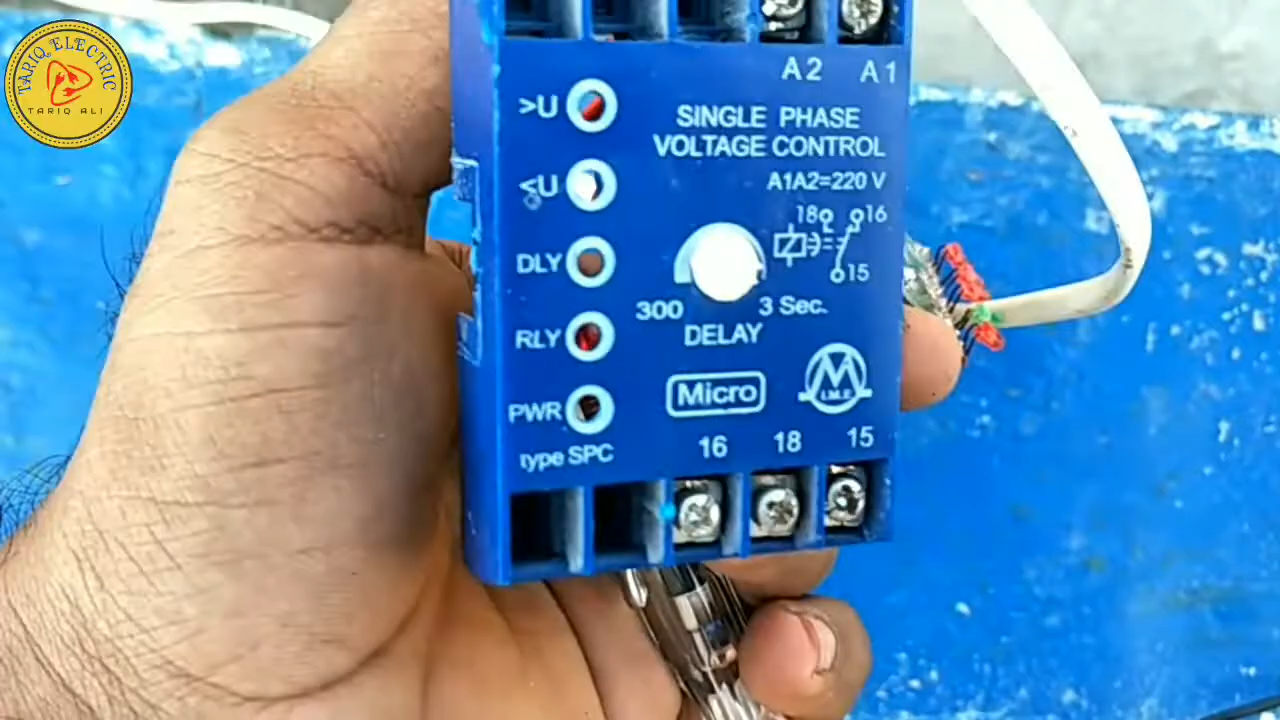 TARIQ ELECTRIC
TARIQ ALI
A2 A1
>U
SINGLE PHASE
VOLTAGE CONTROL
A1A2=220 V
<U
18 16
15
DLY
300 3 Sec.
DELAY
RLY
Micro
M
I.M.E.
PWR
type SPC
16 18 15